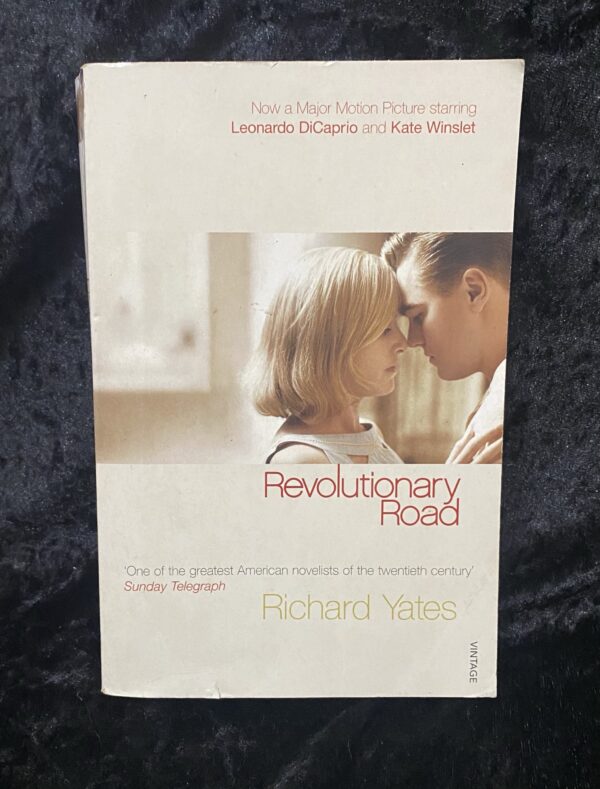 Now a Major Motion Picture starring
Leonardo DiCaprio and Kate Winslet
Revolutionary
Road
'One of the greatest American novelists of the twentieth century'
Sunday Telegraph
Richard Yates
VINTAGE